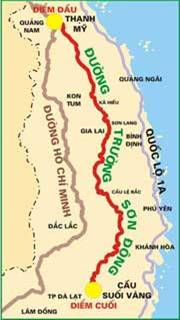 ĐIỂM ĐẦU
QUẢNG NAM
THẠNH MỸ
ĐƯỜNG TRƯỜNG SƠN ĐÔNG
QUẢNG NGÃI
KON TUM
XÃ HIẾU
SƠN LANG
GIA LAI
BÌNH ĐỊNH
ĐƯỜNG HỒ CHÍ MINH
QUỐC LỘ 1A
CẦU LỆ BẮC
PHÚ YÊN
ĐẮC LẮC
KHÁNH HÒA
CẦU SUỐI VÀNG
TP ĐÀ LẠT
ĐIỂM CUỐI
LÂM ĐỒNG